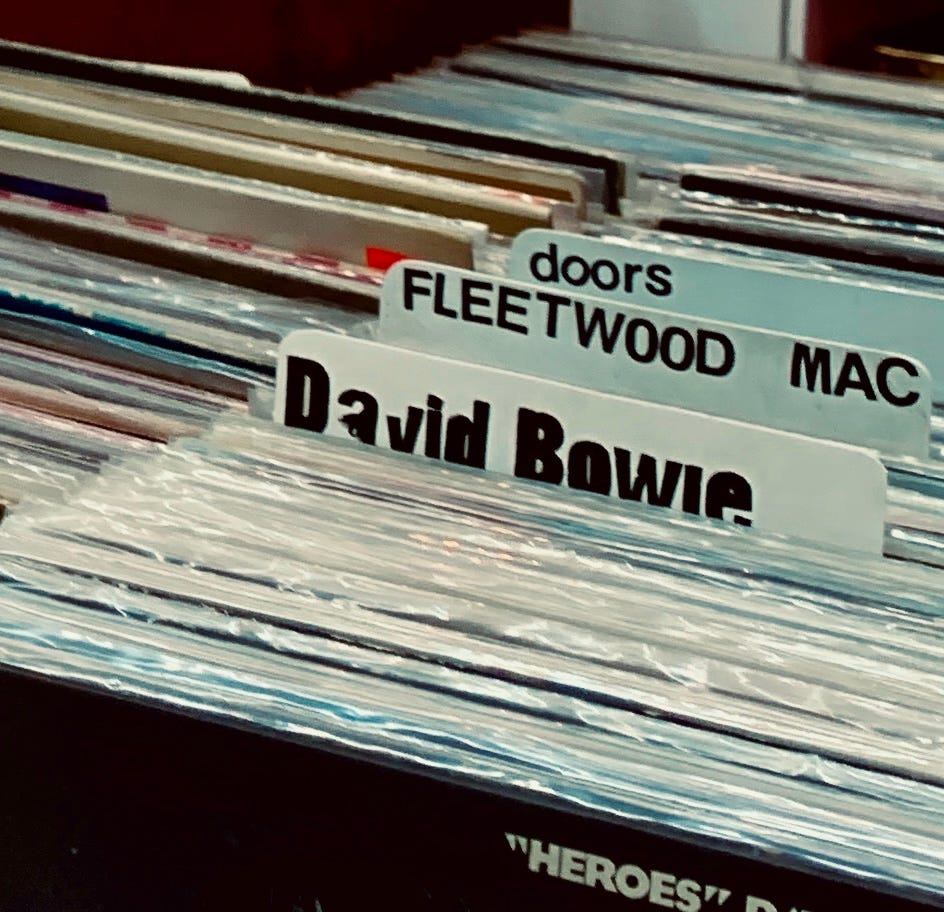 doors
FLEETWOOD MAC
David Bowie
"HEROES"